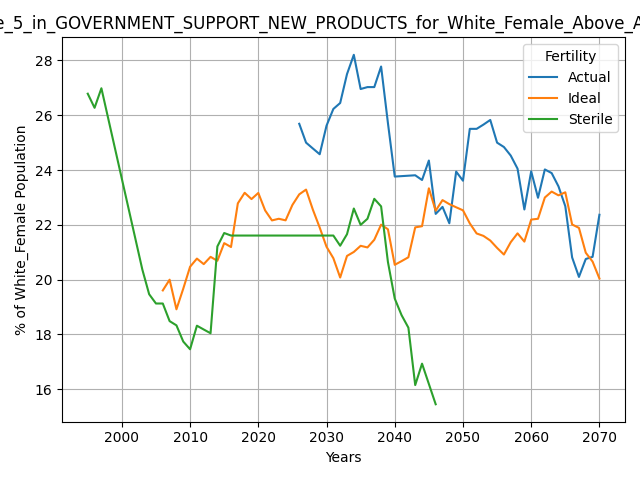 e_5_in_GOVERNMENT_SUPPORT_NEW_PRODUCTS_for_White_Female_Above_A
Fertility
Actual
Ideal
Sterile
% of White_Female Population
28
26
24
22
20
18
16
2000 2010 2020 2030 2040 2050 2060 2070
Years